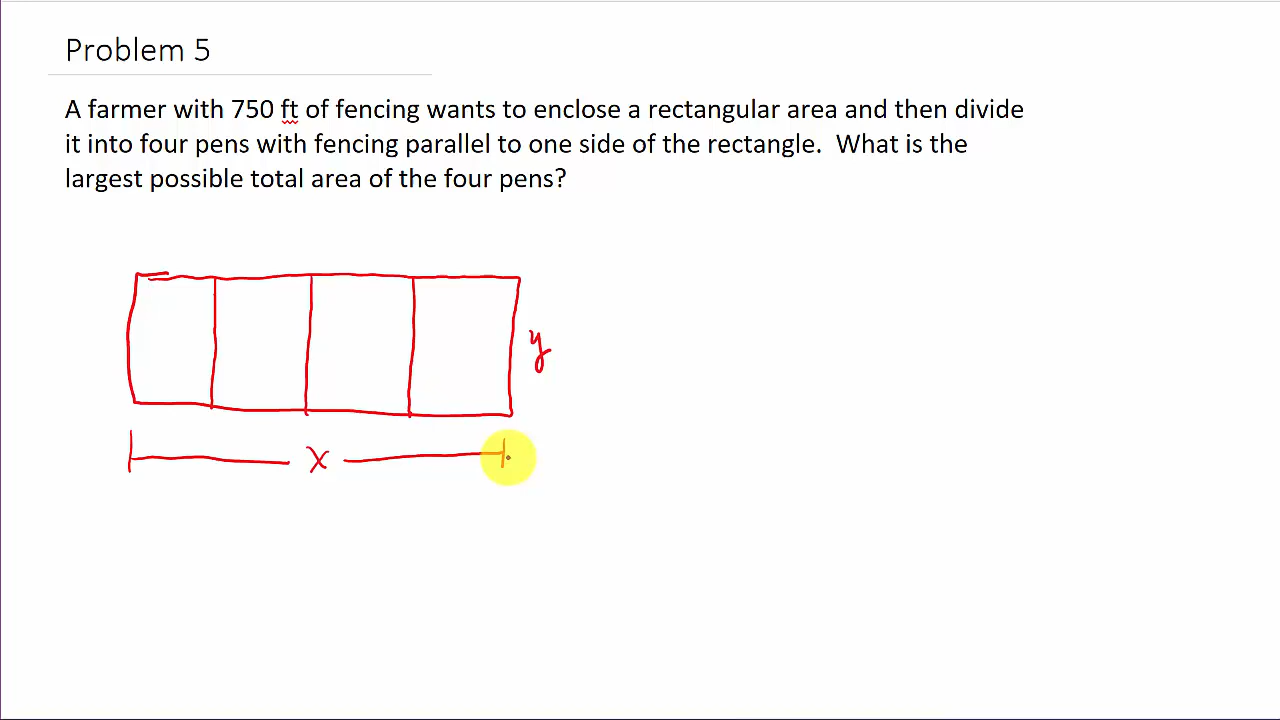 Problem 5
A farmer with 750 ft of fencing wants to enclose a rectangular area and then divide
it into four pens with fencing parallel to one side of the rectangle.  What is the
largest possible total area of the four pens?
y
x